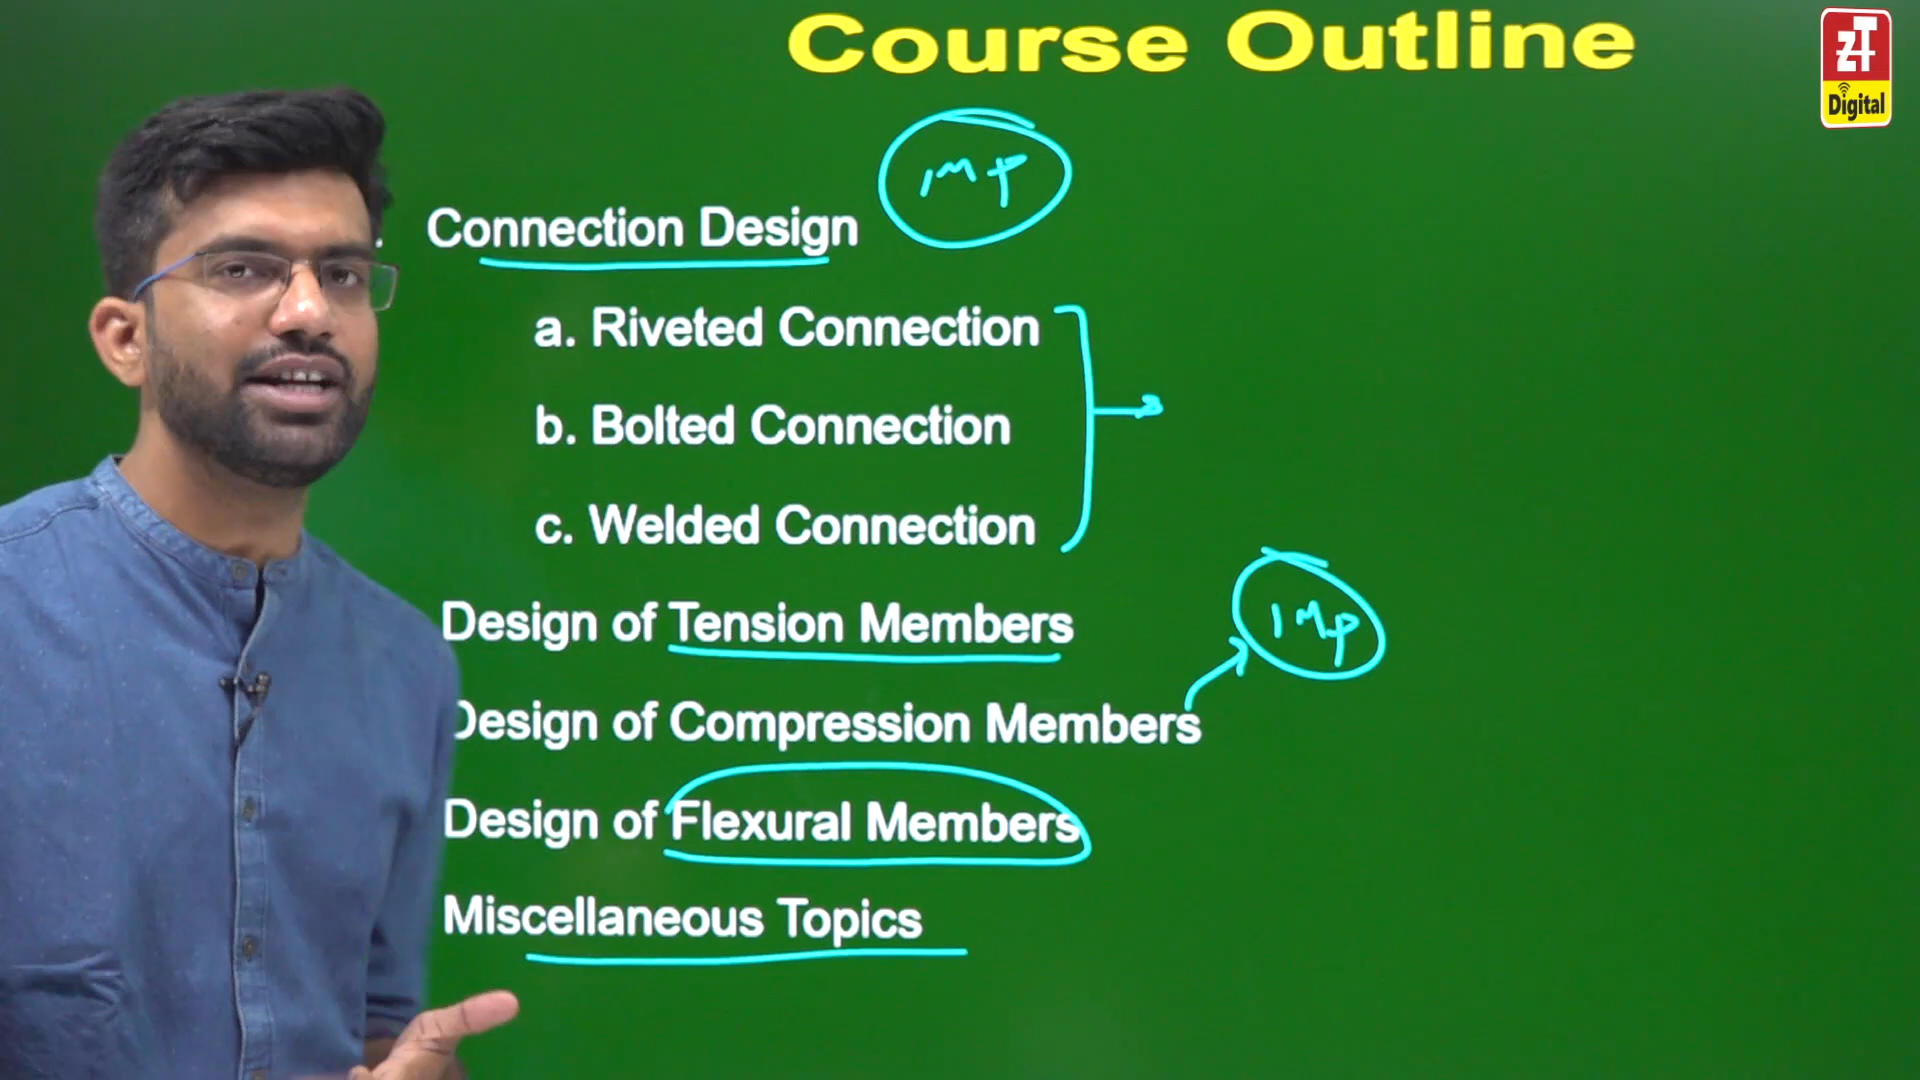 Course Outline
ZT
Digital
IMP
Connection Design
a. Riveted Connection
b. Bolted Connection
c. Welded Connection
IMP
Design of Tension Members
Design of Compression Members
Design of Flexural Members
Miscellaneous Topics